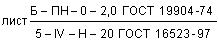 лист
Б – ПН – 0 – 2,0 ГОСТ 19904-74
5 – IV – Н – 20 ГОСТ 16523-97